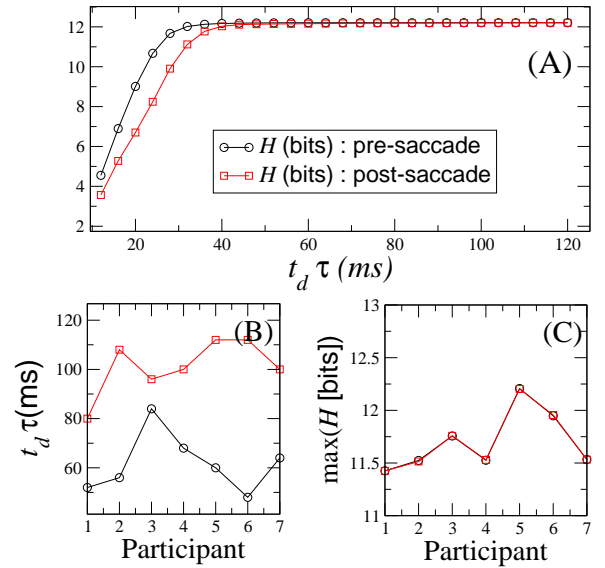 12
10
8
6
4
2
(A)
H (bits) : pre-saccade
H (bits) : post-saccade
20 40 60 80 100 120
t_d τ (ms)
120
100
80
60
t_d τ(ms)
(B)
1 2 3 4 5 6 7
Participant
13
12.5
12
11.5
11
max(H [bits])
(C)
1 2 3 4 5 6 7
Participant